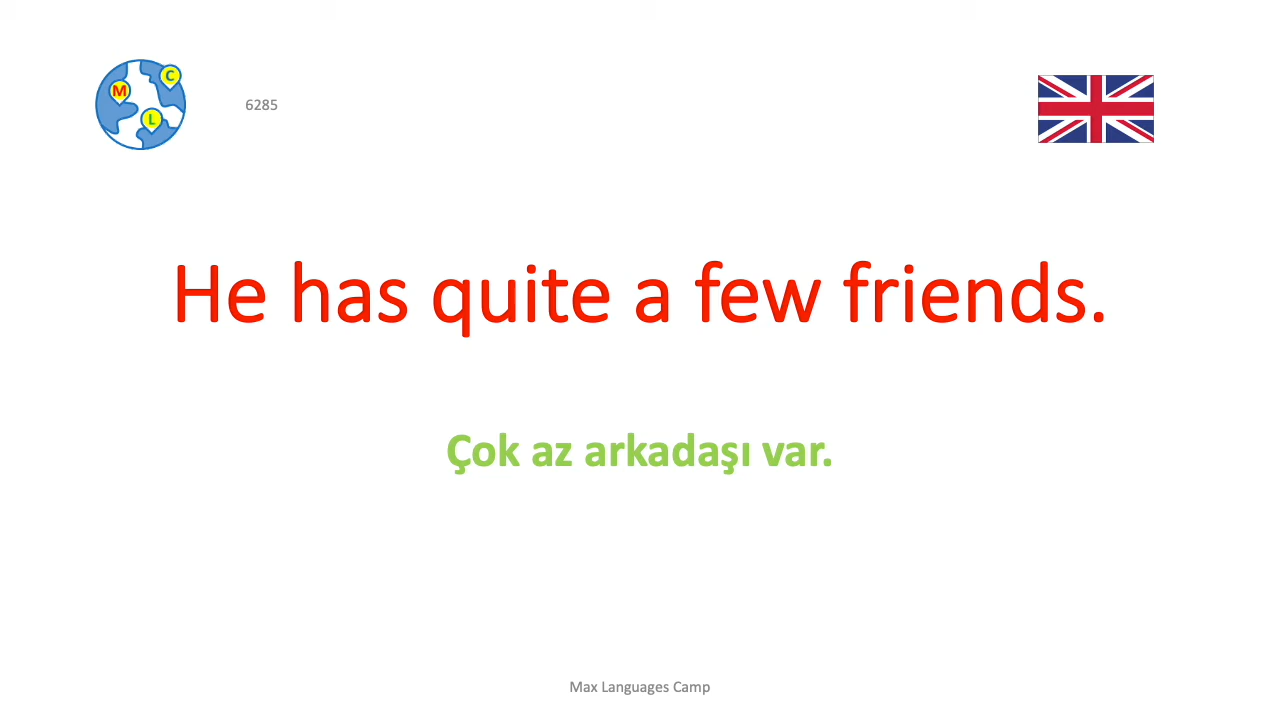 M
C
L
6285
He has quite a few friends.
Çok az arkadaşı var.
Max Languages Camp